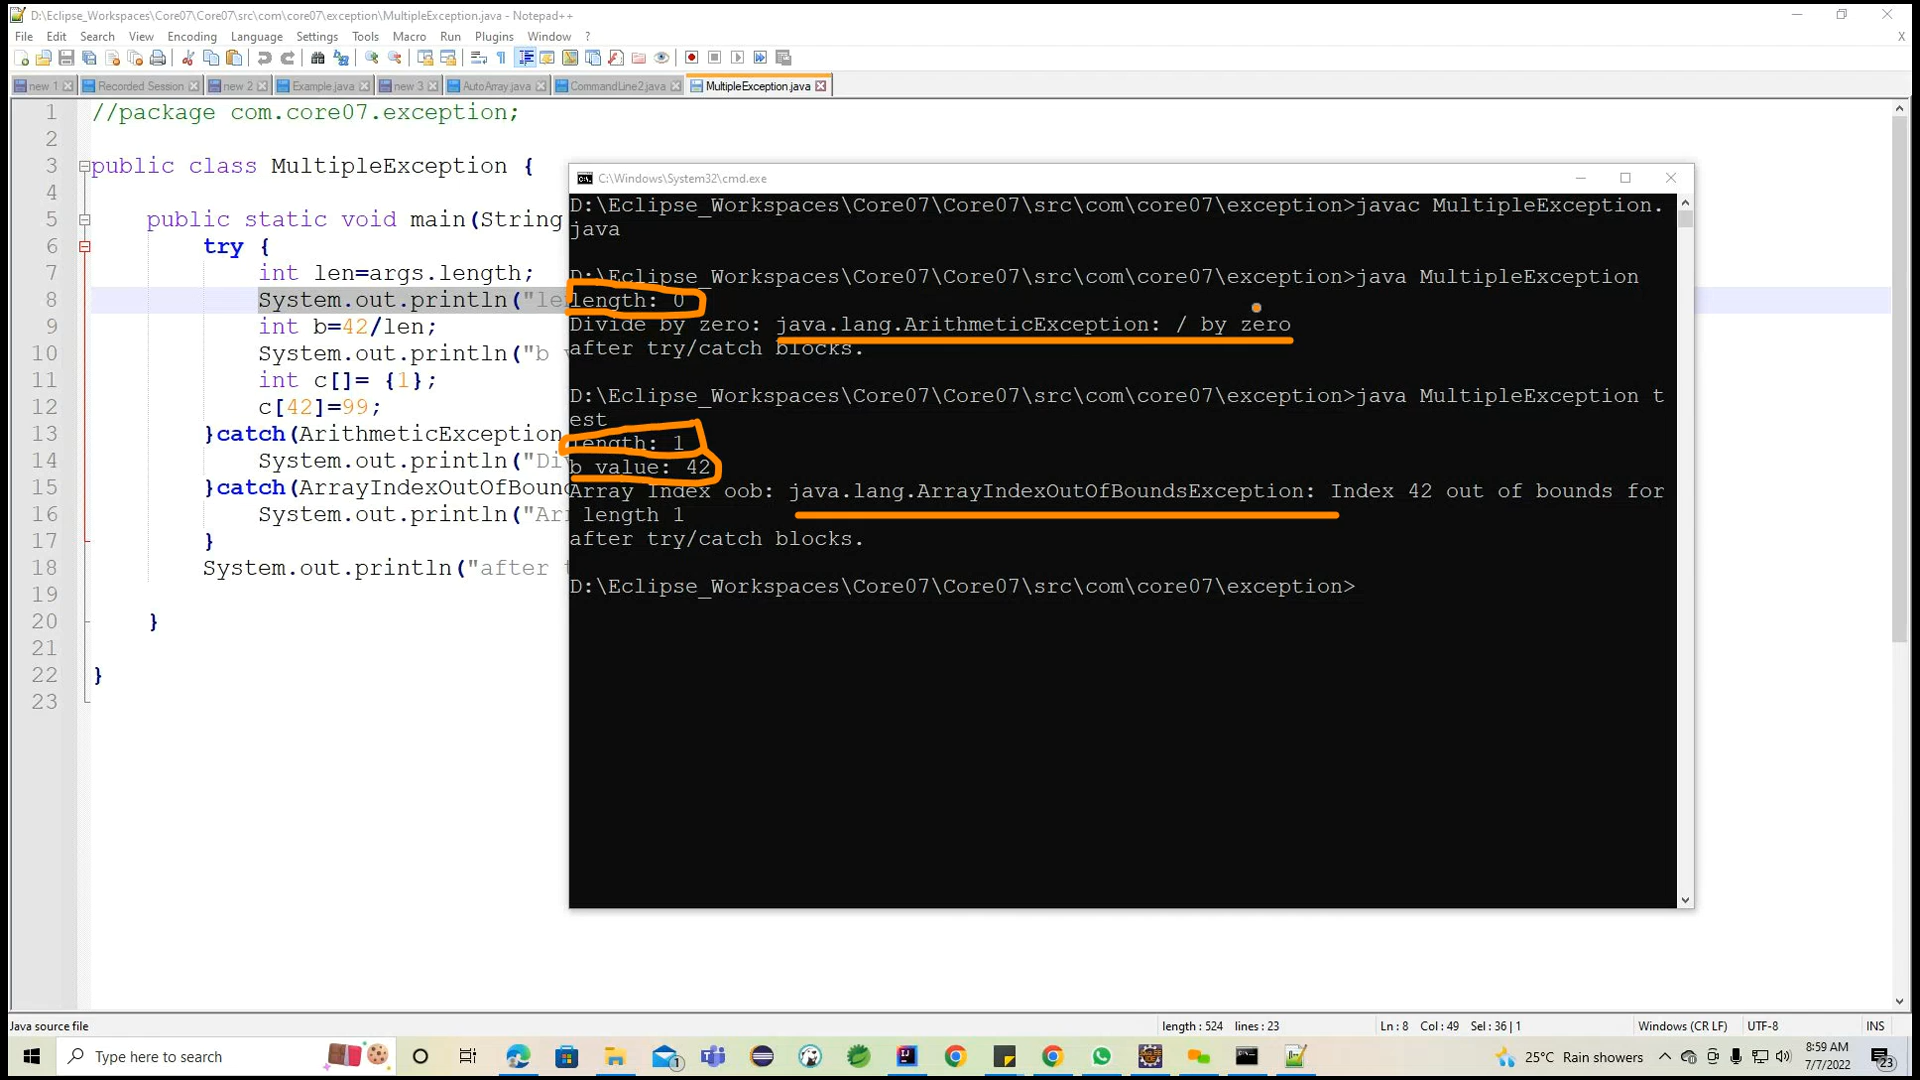 D:\Eclipse_Workspaces\Core07\Core07\src\com\core07\exception\MultipleException.java - Notepad++
File Edit Search View Encoding Language Settings Tools Macro Run Plugins Window ? X
new 1 Recorded Session new 2 Example.java new 3 AutoArray.java CommandLine2.java MultipleException.java
1 //package com.core07.exception;
2
3 public class MultipleException {
4
5 public static void main(String
6 try {
7 int len=args.length;
8 System.out.println("le
9 int b=42/len;
10 System.out.println("b
11 int c[]= {1};
12 c[42]=99;
13 }catch(ArithmeticException
14 System.out.println("Di
15 }catch(ArrayIndexOutOfBoun
16 System.out.println("Ar
17 }
18 System.out.println("after
19
20 }
21
22 }
23
C:\Windows\System32\cmd.exe
D:\Eclipse_Workspaces\Core07\Core07\src\com\core07\exception>javac MultipleException.
java
D:\Eclipse_Workspaces\Core07\Core07\src\com\core07\exception>java MultipleException
length: 0
Divide by zero: java.lang.ArithmeticException: / by zero
after try/catch blocks.
D:\Eclipse_Workspaces\Core07\Core07\src\com\core07\exception>java MultipleException t
est
length: 1
b value: 42
Array Index oob: java.lang.ArrayIndexOutOfBoundsException: Index 42 out of bounds for
length 1
after try/catch blocks.
D:\Eclipse_Workspaces\Core07\Core07\src\com\core07\exception>
Java source file length : 524 lines : 23 Ln : 8 Col : 49 Sel : 36 | 1 Windows (CR LF) UTF-8 INS
Type here to search 1 25°C Rain showers 8:59 AM
7/7/2022 23